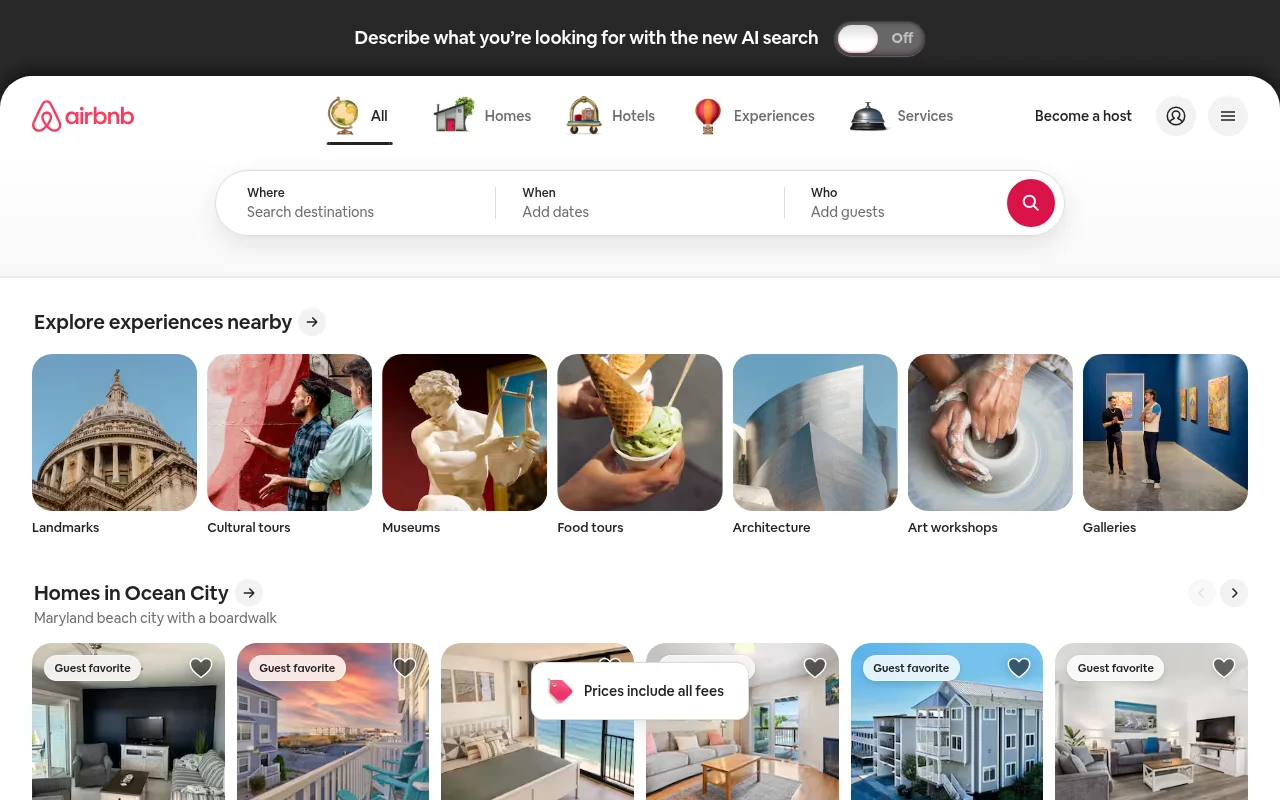 Describe what you're looking for with the new AI search
Off
airbnb
All
Homes
Hotels
Experiences
Services
Become a host
Where
Search destinations
When
Add dates
Who
Add guests
Explore experiences nearby
Landmarks
Cultural tours
Museums
Food tours
Architecture
Art workshops
Galleries
Homes in Ocean City
Maryland beach city with a boardwalk
Guest favorite
Guest favorite
Guest favorite
Guest favorite
Prices include all fees